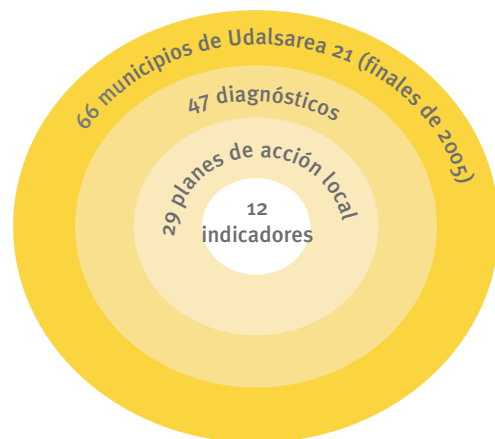 66 municipios de Udalsarea 21 (finales de 2005)
47 diagnósticos
29 planes de acción local
12
indicadores